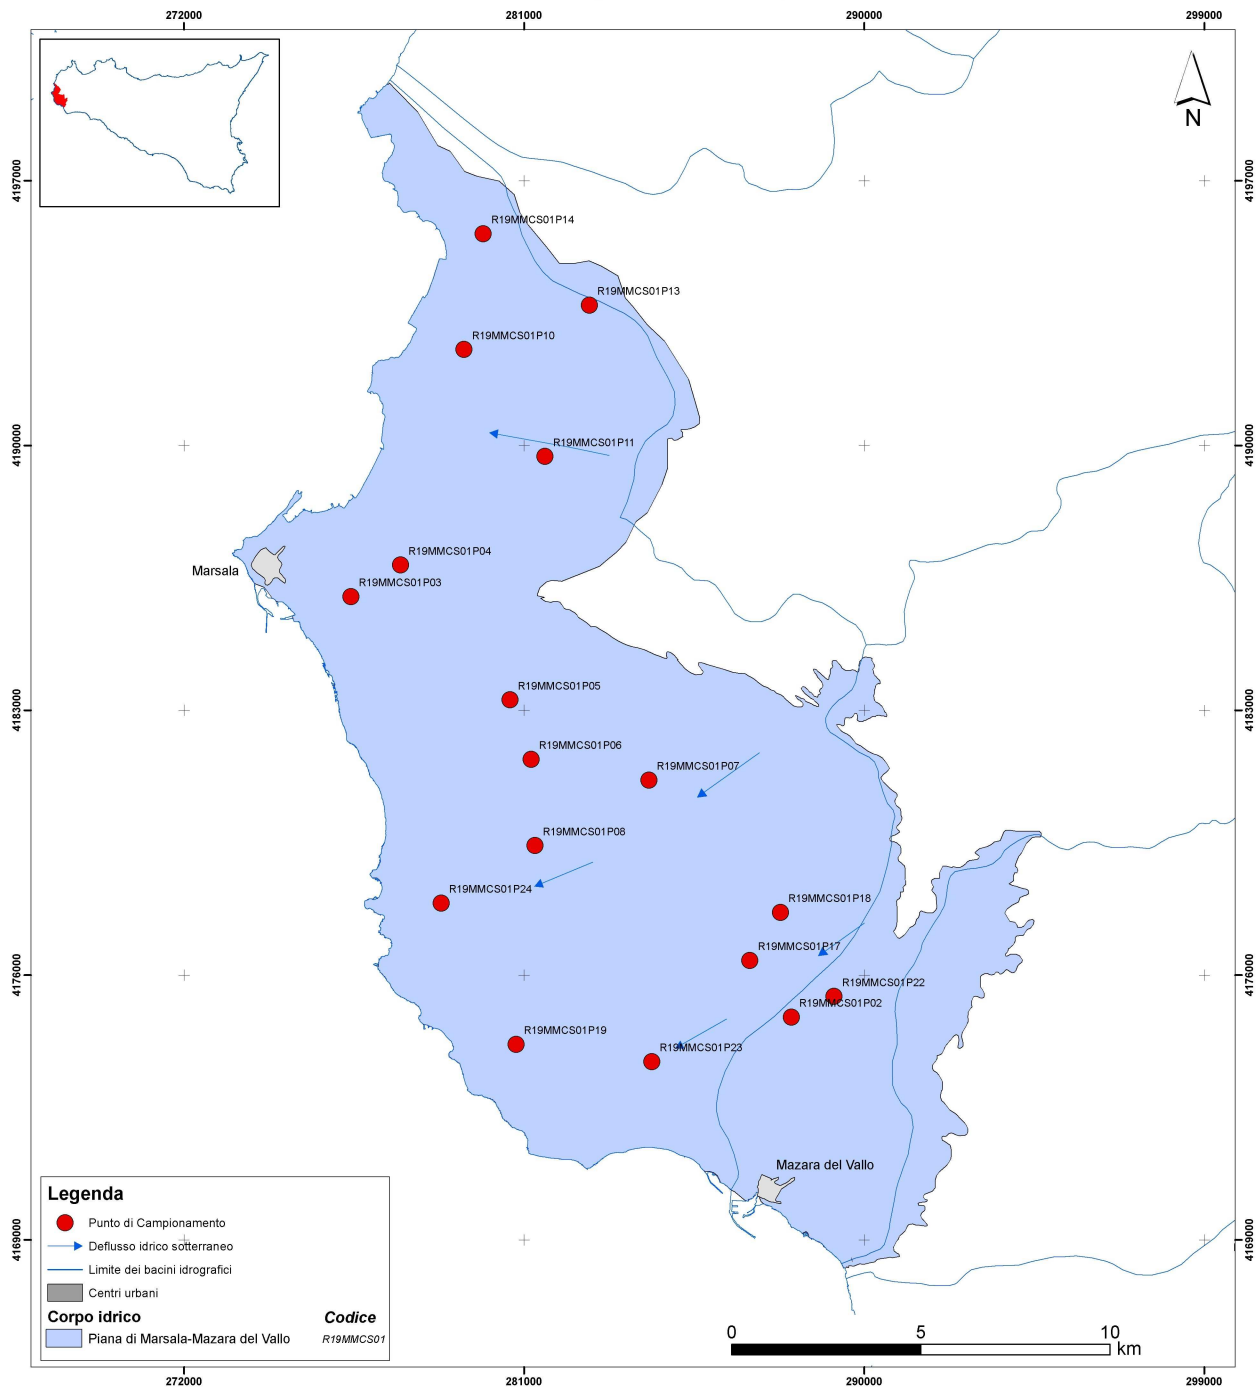 272000
281000
290000
299000
N
4197000
4197000
R19MMCS01P14
R19MMCS01P13
R19MMCS01P10
4190000
4190000
R19MMCS01P11
R19MMCS01P04
Marsala
R19MMCS01P03
R19MMCS01P05
4183000
4183000
R19MMCS01P06
R19MMCS01P07
R19MMCS01P08
R19MMCS01P24
R19MMCS01P18
R19MMCS01P17
4176000
4176000
R19MMCS01P22
R19MMCS01P02
R19MMCS01P19
R19MMCS01P23
Mazara del Vallo
Legenda
Punto di Campionamento
Deflusso idrico sotterraneo
Limite dei bacini idrografici
Centri urbani
Corpo idrico Codice
Piana di Marsala-Mazara del Vallo R19MMCS01
4169000
4169000
0 5 10
km
272000
281000
290000
299000